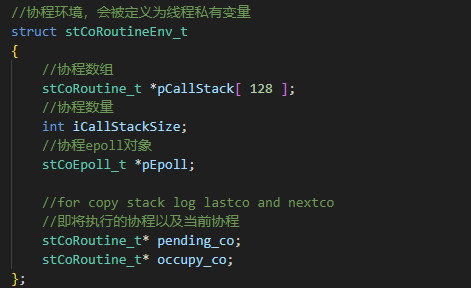 //协程环境，会被定义为线程私有变量
struct stCoRoutineEnv_t
{
//协程数组
stCoRoutine_t *pCallStack[ 128 ];
//协程数量
int iCallStackSize;
//协程epoll对象
stCoEpoll_t *pEpoll;
//for copy stack log lastco and nextco
//即将执行的协程以及当前协程
stCoRoutine_t* pending_co;
stCoRoutine_t* occupy_co;
};